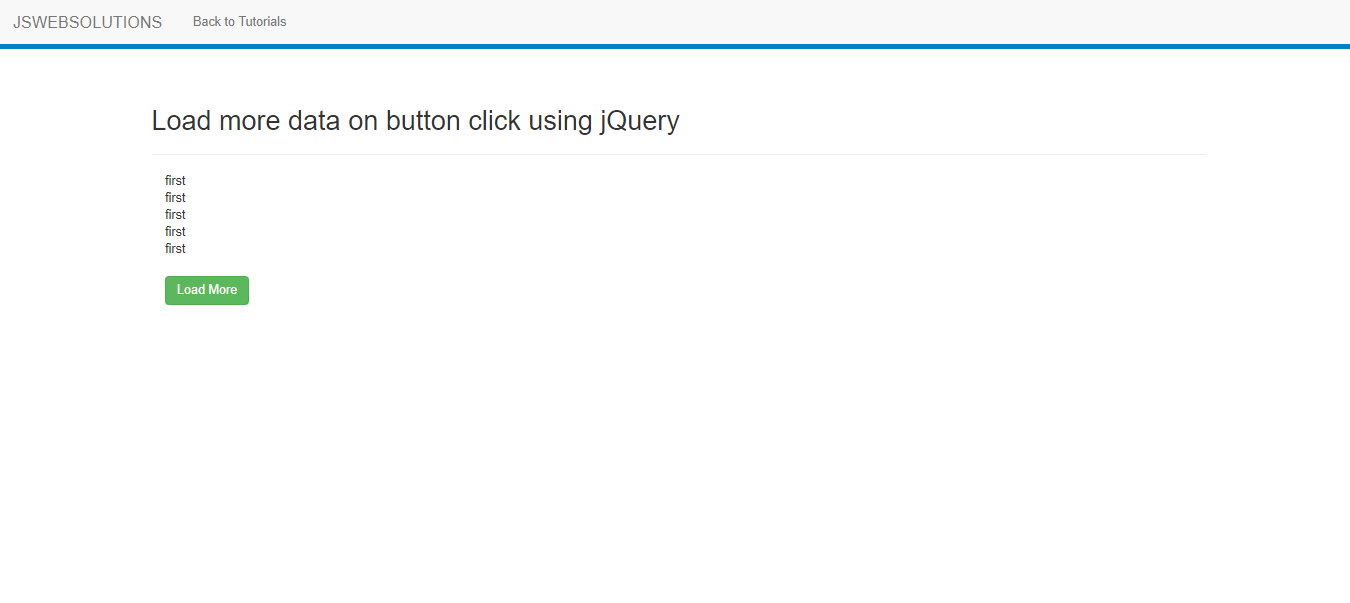 JSWEBSOLUTIONS Back to Tutorials
Load more data on button click using jQuery
first
first
first
first
first
Load More